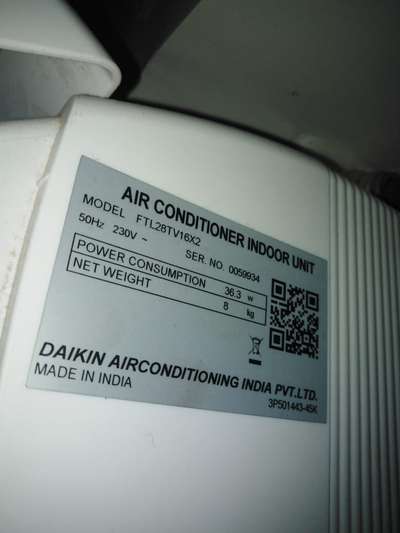 AIR CONDITIONER INDOOR UNIT
MODEL FTL28TV16X2
50Hz 230V ~ SER. NO. 0059934
POWER CONSUMPTION 36.3 w
NET WEIGHT 8 kg
DAIKIN AIRCONDITIONING INDIA PVT.LTD.
MADE IN INDIA
3P501443-45K